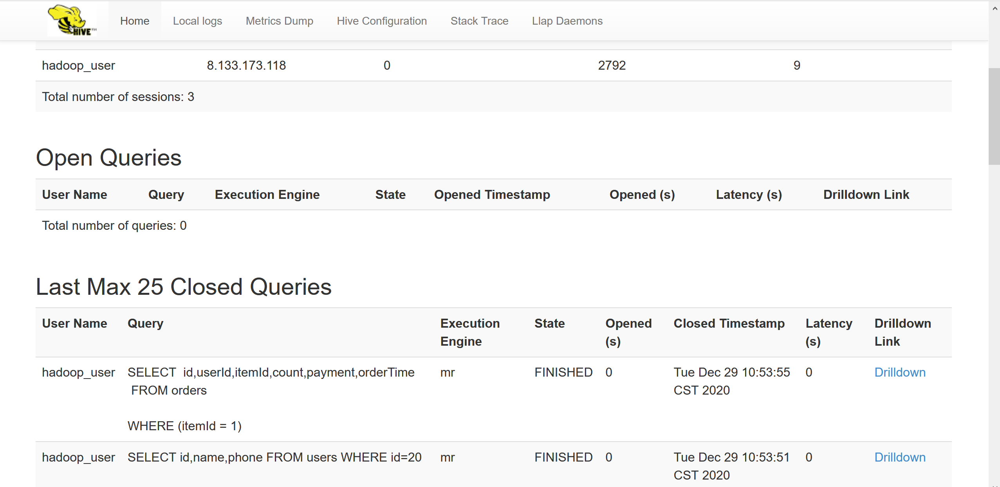 HIVE™ Home Local logs Metrics Dump Hive Configuration Stack Trace Llap Daemons
hadoop_user 8.133.173.118 0 2792 9
Total number of sessions: 3
Open Queries
User Name Query Execution Engine State Opened Timestamp Opened (s) Latency (s) Drilldown Link
Total number of queries: 0
Last Max 25 Closed Queries
User Name Query Execution Engine State Opened (s) Closed Timestamp Latency (s) Drilldown Link
hadoop_user SELECT  id,userId,itemId,count,payment,orderTime mr FINISHED 0 Tue Dec 29 10:53:55 0 Drilldown
FROM orders CST 2020
WHERE (itemId = 1)
hadoop_user SELECT id,name,phone FROM users WHERE id=20 mr FINISHED 0 Tue Dec 29 10:53:51 0 Drilldown
CST 2020